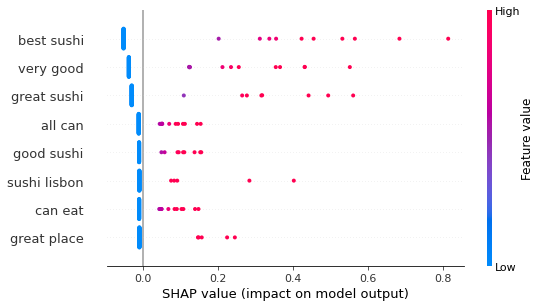 High
best sushi
very good
great sushi
all can
good sushi
sushi lisbon
can eat
great place
Feature value
Low
0.0 0.2 0.4 0.6 0.8
SHAP value (impact on model output)